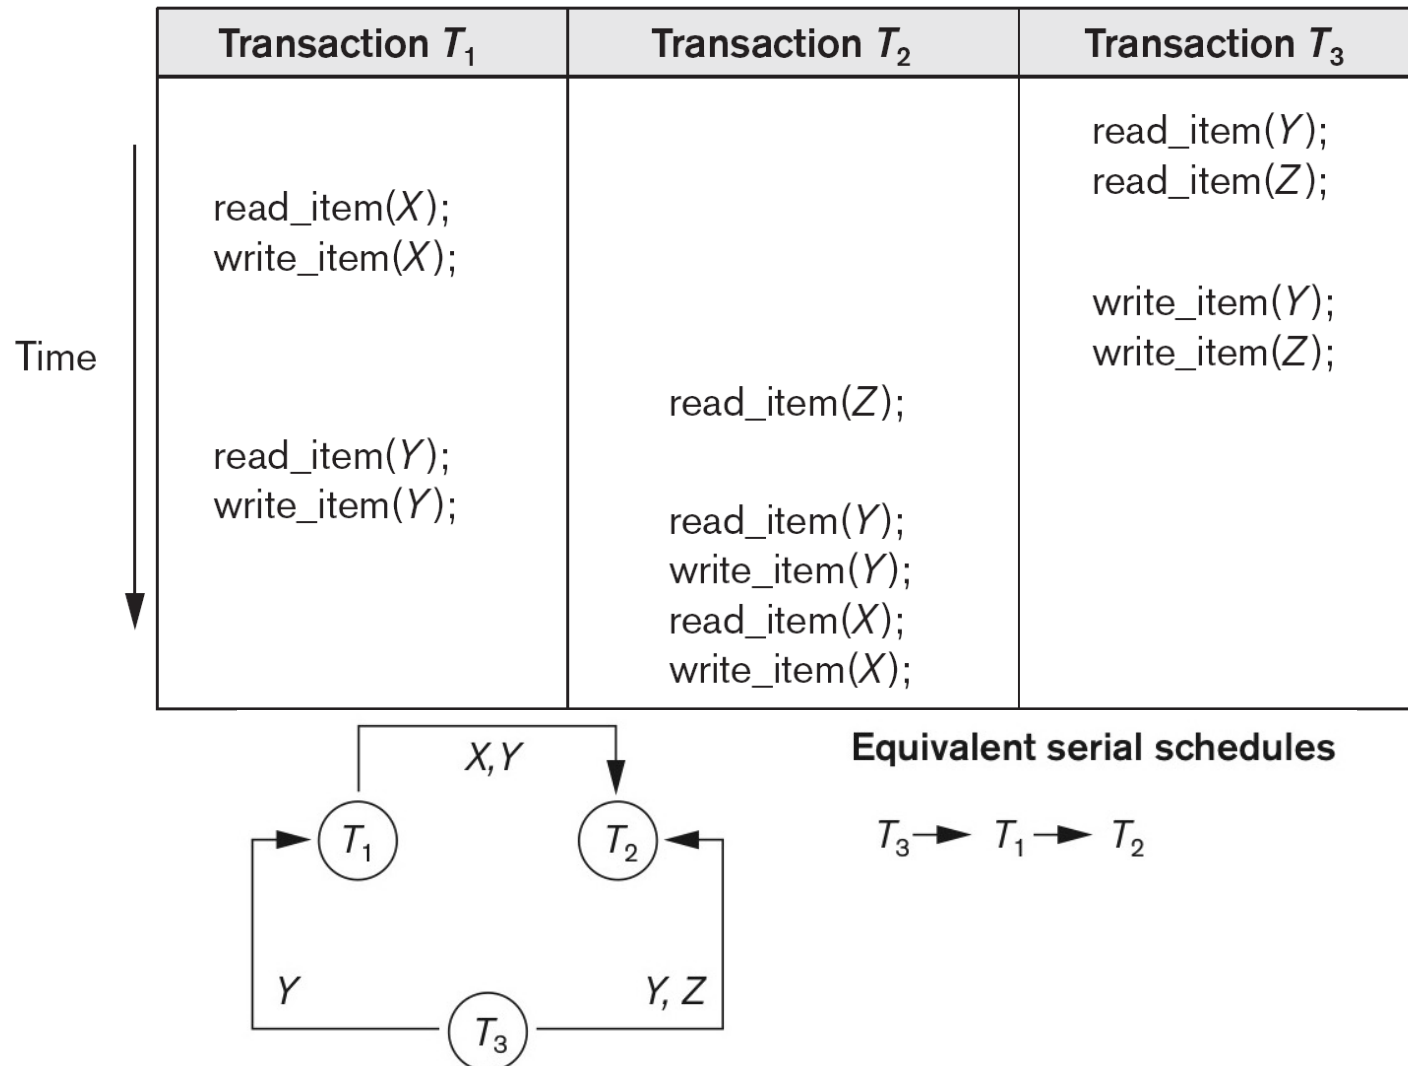 Transaction T1 Transaction T2 Transaction T3
read_item(Y);
read_item(Z);
read_item(X);
write_item(X);
write_item(Y);
write_item(Z);
Time
read_item(Z);
read_item(Y);
write_item(Y);
read_item(Y);
write_item(Y);
read_item(X);
write_item(X);
X,Y
Equivalent serial schedules
T1
T2
T3 T1 T2
Y
Y, Z
T3